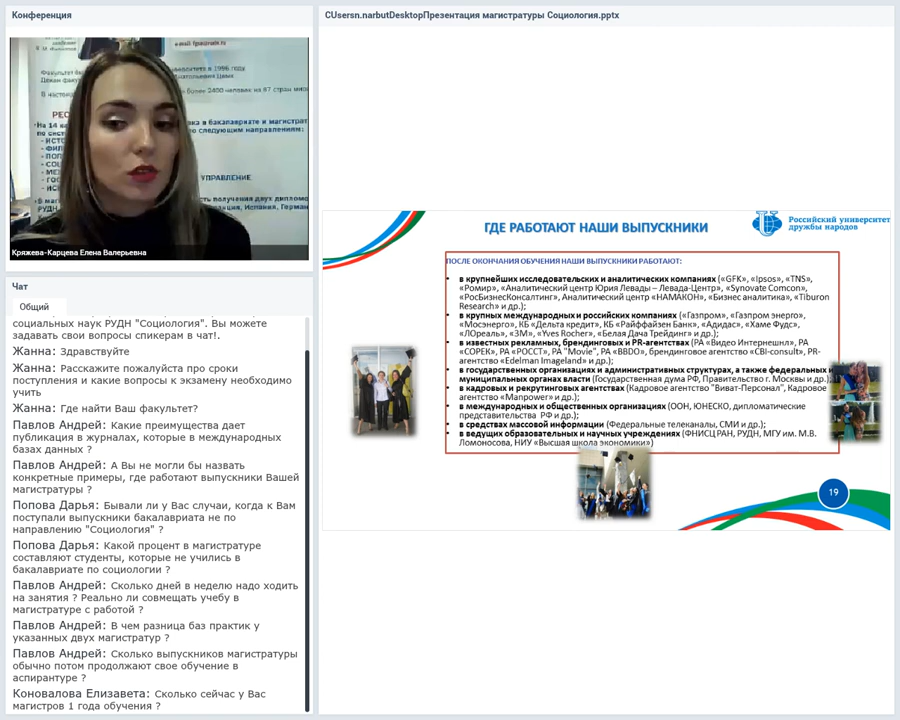 Конференция
CUsersn.narbutDesktopПрезентация магистратуры Социология.pptx
университете в 1996 году
более 2400 человек из 67 стран мира
УПРАВЛЕНИЕ
Кряжева-Карцева Елена Валерьевна
Чат
Общий
социальных наук РУДН "Социология". Вы можете
задавать свои вопросы спикерам в чат!.
Жанна: Здравствуйте
Жанна: Расскажите пожалуйста про сроки
поступления и какие вопросы к экзамену необходимо
учить
Жанна: Где найти Ваш факультет?
Павлов Андрей: Какие преимущества дает
публикация в журналах, которые в международных
базах данных ?
Павлов Андрей: А Вы не могли бы назвать
конкретные примеры, где работают выпускники Вашей
магистратуры ?
Попова Дарья: Бывали ли у Вас случаи, когда к Вам
поступали выпускники бакалавриата не по
направлению "Социология" ?
Попова Дарья: Какой процент в магистратуре
составляют студенты, которые не учились в
бакалавриате по социологии ?
Павлов Андрей: Сколько дней в неделю надо ходить
на занятия ? Реально ли совмещать учебу в
магистратуре с работой ?
Павлов Андрей: В чем разница баз практик у
указанных двух магистратур ?
Павлов Андрей: Сколько выпускников магистратуры
обычно потом продолжают свое обучение в
аспирантуре ?
Коновалова Елизавета: Сколько сейчас у Вас
магистров 1 года обучения ?
ГДЕ РАБОТАЮТ НАШИ ВЫПУСКНИКИ
Российский университет
дружбы народов
ПОСЛЕ ОКОНЧАНИЯ ОБУЧЕНИЯ НАШИ ВЫПУСКНИКИ РАБОТАЮТ:
• в крупнейших исследовательских и аналитических компаниях («GFK», «Ipsos», «TNS»,
«Ромир», «Аналитический центр Юрия Левады – Левада-Центр», «Synovate Comcon»,
«РосБизнесКонсалтинг», Аналитический центр «НАМАКОН», «Бизнес аналитика», «Tiburon
Research» и др.);
• в крупных международных и российских компаниях («Газпром», «Газпром энерго»,
«Мосэнерго», КБ «Дельта кредит», КБ «Райффайзен Банк», «Адидас», «Хаме Фудс»,
«ЛОреаль», «3М», «Yves Rocher», «Белая Дача Трейдинг» и др.);
• в известных рекламных, брендинговых и PR-агентствах (РА «Видео Интернешнл», РА
«СОРЕК», РА «РОССТ», РА "Movie", РА «BBDO», брендинговое агентство «CBI-consult», PR-
агентство «Edelman Imageland» и др.);
• в государственных организациях и административных структурах, а также федеральных и
муниципальных органах власти (Государственная дума РФ, Правительство г. Москвы и др.);
• в кадровых и рекрутинговых агентствах (Кадровое агентство "Виват-Персонал", Кадровое
агентство «Manpower» и др.);
• в международных и общественных организациях (ООН, ЮНЕСКО, дипломатические
представительства РФ и др.);
• в средствах массовой информации (Федеральные телеканалы, СМИ и др.);
• в ведущих образовательных и научных учреждениях (ФНИСЦ РАН, РУДН, МГУ им. М.В.
Ломоносова, НИУ «Высшая школа экономики»)
19